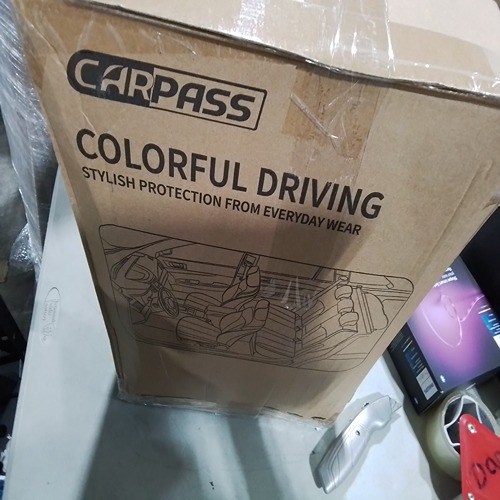 CARPASS
COLORFUL DRIVING
STYLISH PROTECTION FROM EVERYDAY WEAR